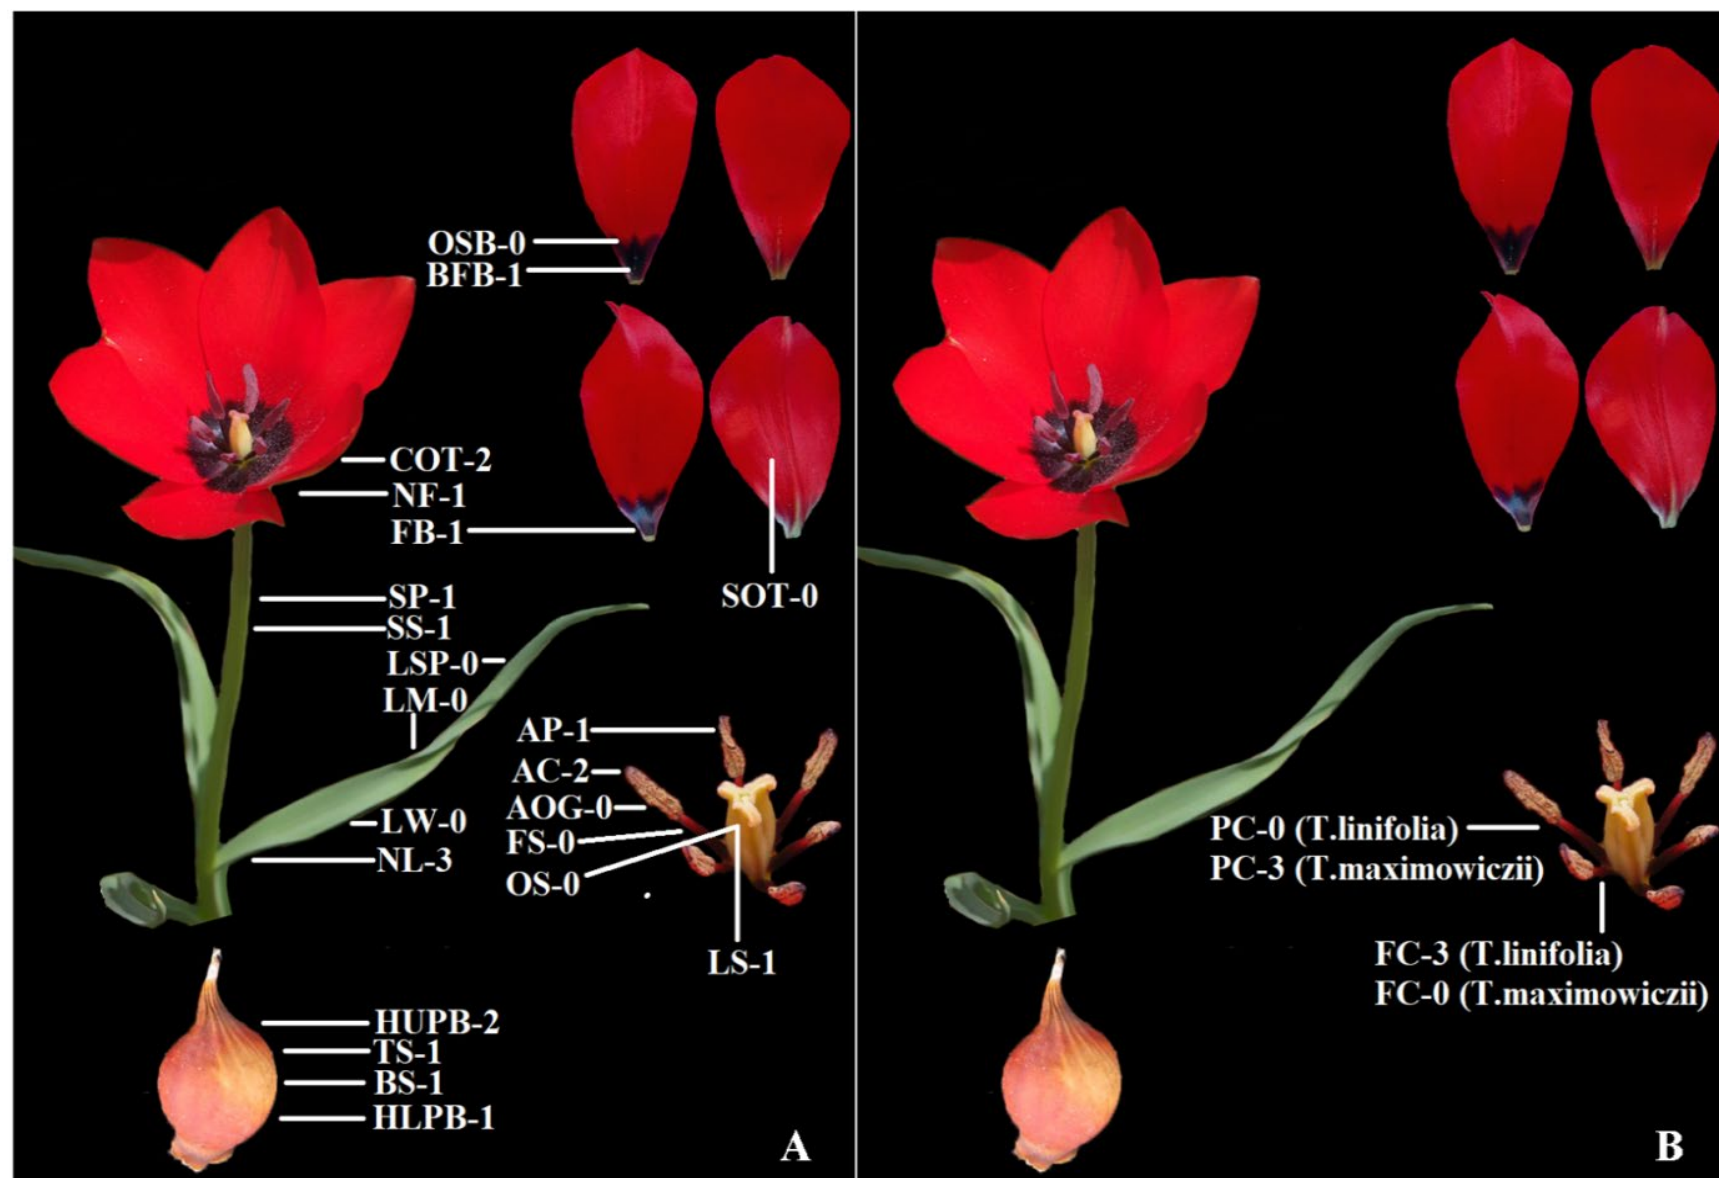 OSB-0
BFB-1
COT-2
NF-1
FB-1
SOT-0
SP-1
SS-1
LSP-0
LM-0
AP-1
AC-2
AOG-0
LW-0
FS-0
NL-3
OS-0
LS-1
HUPB-2
TS-1
BS-1
HLPB-1
A
PC-0 (T.linifolia)
PC-3 (T.maximowiczii)
FC-3 (T.linifolia)
FC-0 (T.maximowiczii)
B